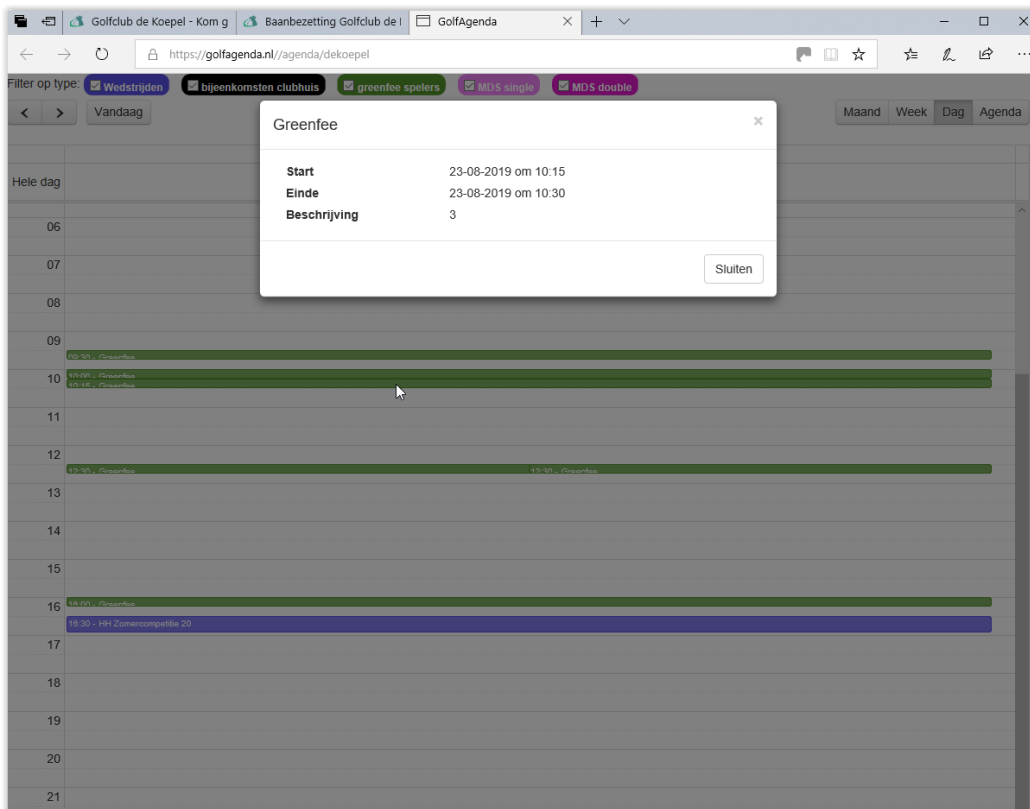 Golfclub de Koepel - Kom g
Baanbezetting Golfclub de
GolfAgenda
https://golfagenda.nl//agenda/dekoepel
Filter op type:
Wedstrijden
bijeenkomsten clubhuis
greenfee spelers
MDS single
MDS double
Vandaag
Maand
Week
Dag
Agenda
Greenfee
×
Start 23-08-2019 om 10:15
Einde 23-08-2019 om 10:30
Beschrijving 3
Sluiten
Hele dag
06
07
08
09
09:30 - Greenfee
10
10:00 - Greenfee
10:15 - Greenfee
11
12
12:30 - Greenfee
12:30 - Greenfee
13
14
15
16
16:00 - Greenfee
16:30 - HH Zomercompetitie 20
17
18
19
20
21